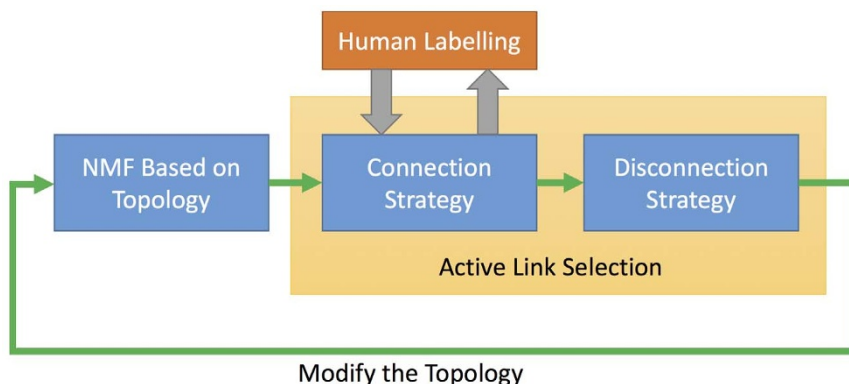 Human Labelling
NMF Based on
Topology
Connection
Strategy
Disconnection
Strategy
Active Link Selection
Modify the Topology